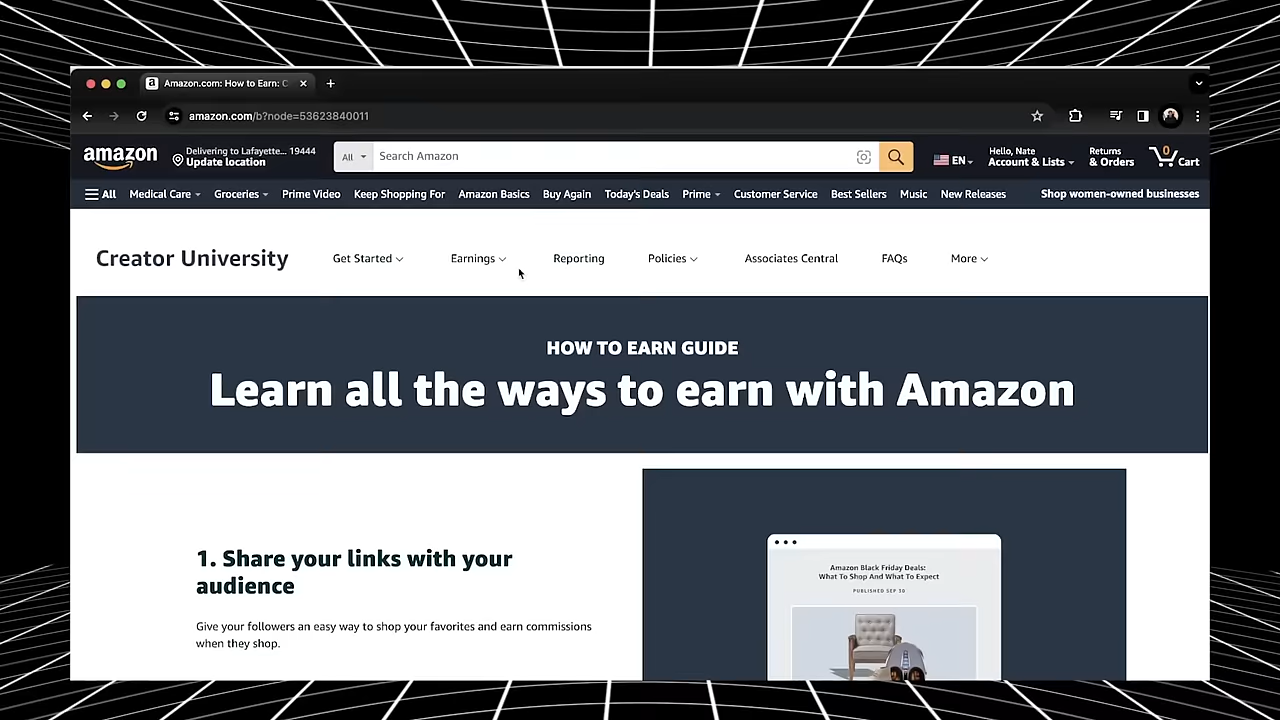 Amazon.com: How to Earn: C
amazon.com/b?node=53623840011
amazon
Delivering to Lafayette... 19444
Update location
All
Search Amazon
EN
Hello, Nate
Account & Lists
Returns
& Orders
0
Cart
All
Medical Care
Groceries
Prime Video
Keep Shopping For
Amazon Basics
Buy Again
Today's Deals
Prime
Customer Service
Best Sellers
Music
New Releases
Shop women-owned businesses
Creator University
Get Started
Earnings
Reporting
Policies
Associates Central
FAQs
More
HOW TO EARN GUIDE
Learn all the ways to earn with Amazon
1. Share your links with your
audience
Give your followers an easy way to shop your favorites and earn commissions
when they shop.
Amazon Black Friday Deals:
What To Shop And What To Expect
PUBLISHED SEP 30